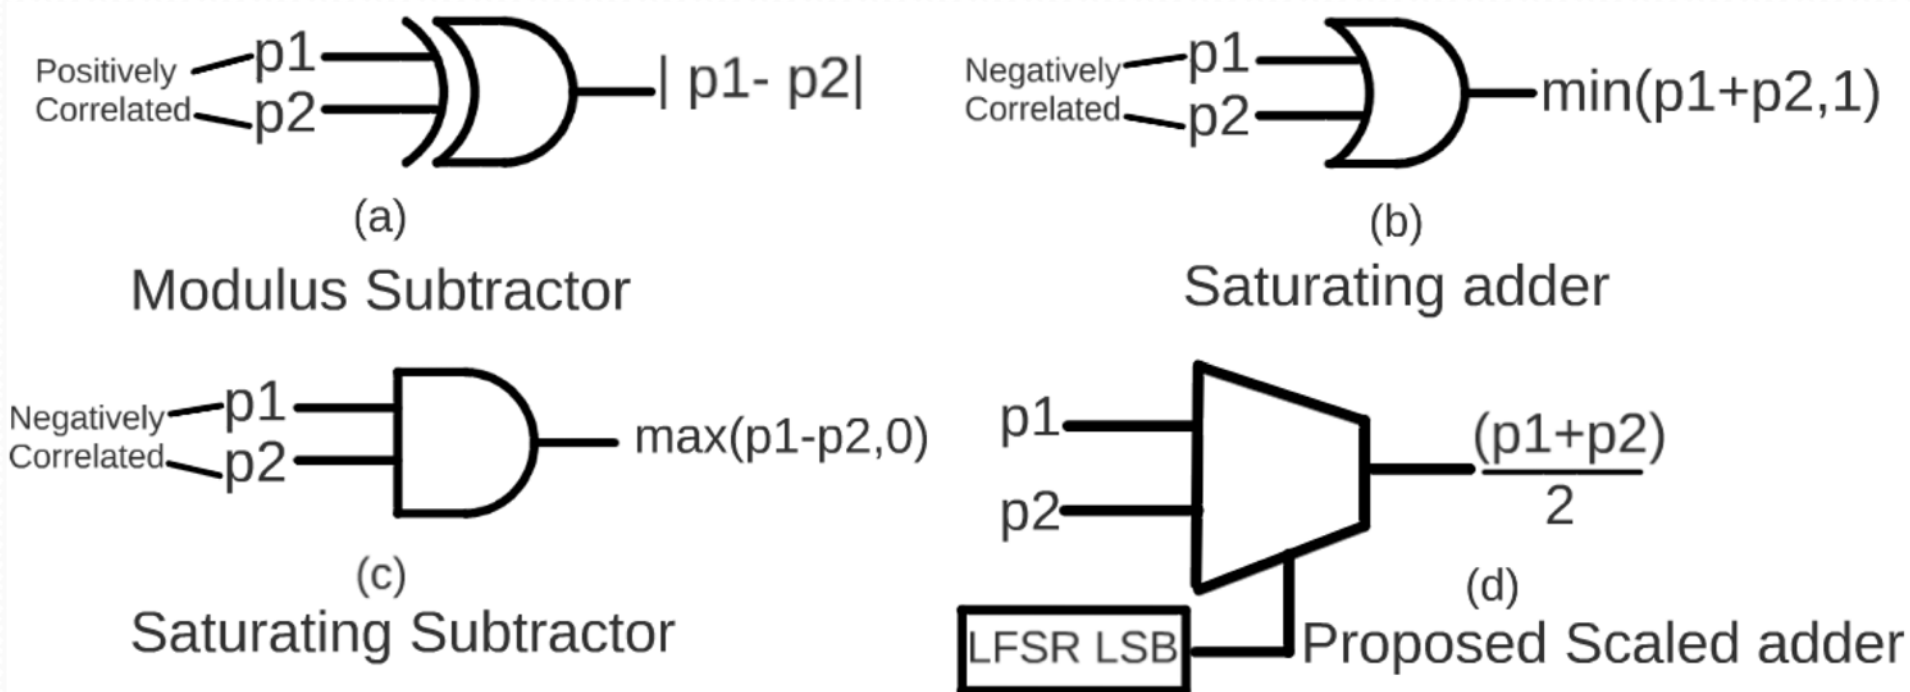 Positively
Correlated
p1
p2
| p1- p2|
(a)
Modulus Subtractor
Negatively
Correlated
p1
p2
min(p1+p2,1)
(b)
Saturating adder
Negatively
Correlated
p1
p2
max(p1-p2,0)
(c)
Saturating Subtractor
p1
p2
(p1+p2)
2
(d)
LFSR LSB
Proposed Scaled adder